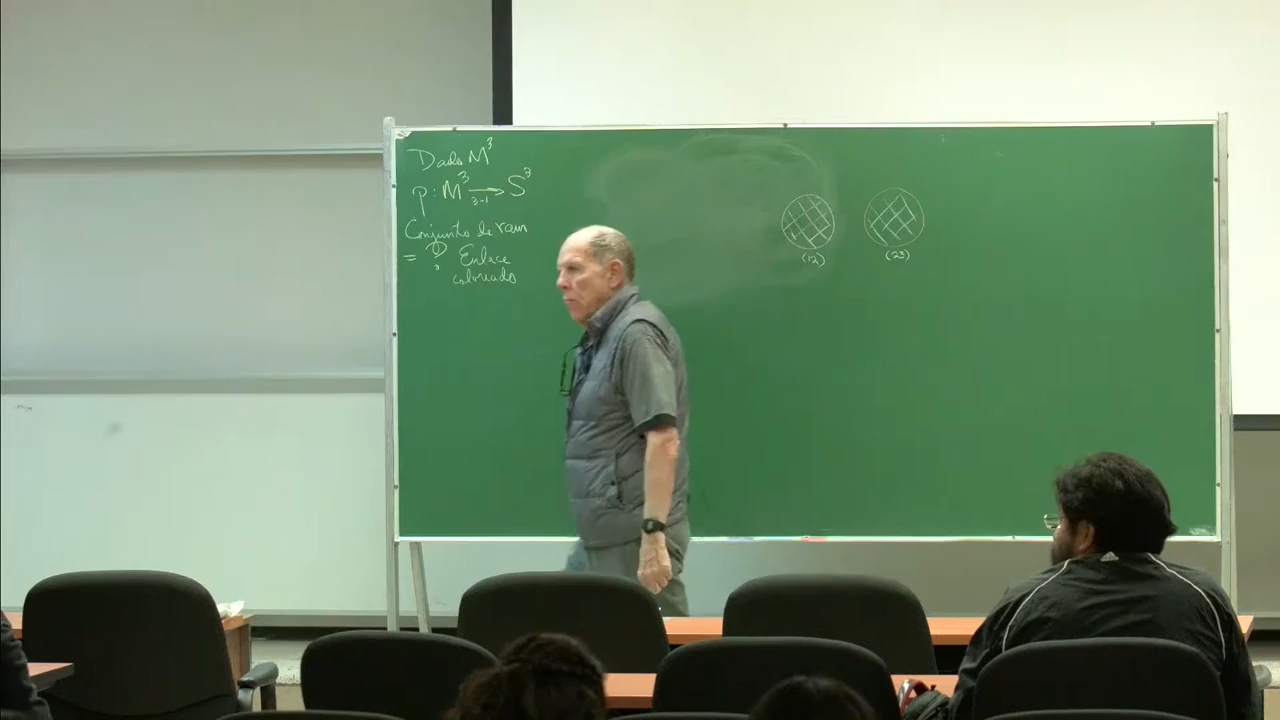 Dado M³
p: M³ → S³
3-1
Conjunto de ram
= ? Enlace
coloreado
(12) (23)